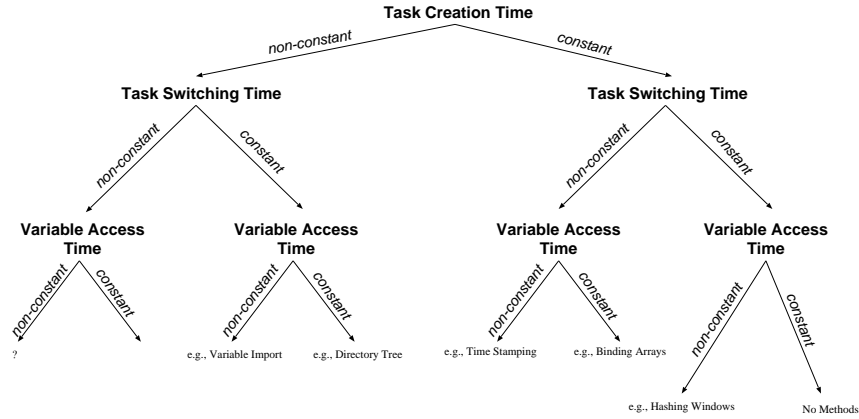 Task Creation Time
non-constant
constant
Task Switching Time
Task Switching Time
non-constant
constant
non-constant
constant
Variable Access
Time
Variable Access
Time
Variable Access
Time
Variable Access
Time
non-constant
constant
non-constant
constant
non-constant
constant
non-constant
constant
?
e.g., Variable Import
e.g., Directory Tree
e.g., Time Stamping
e.g., Binding Arrays
e.g., Hashing Windows
No Methods